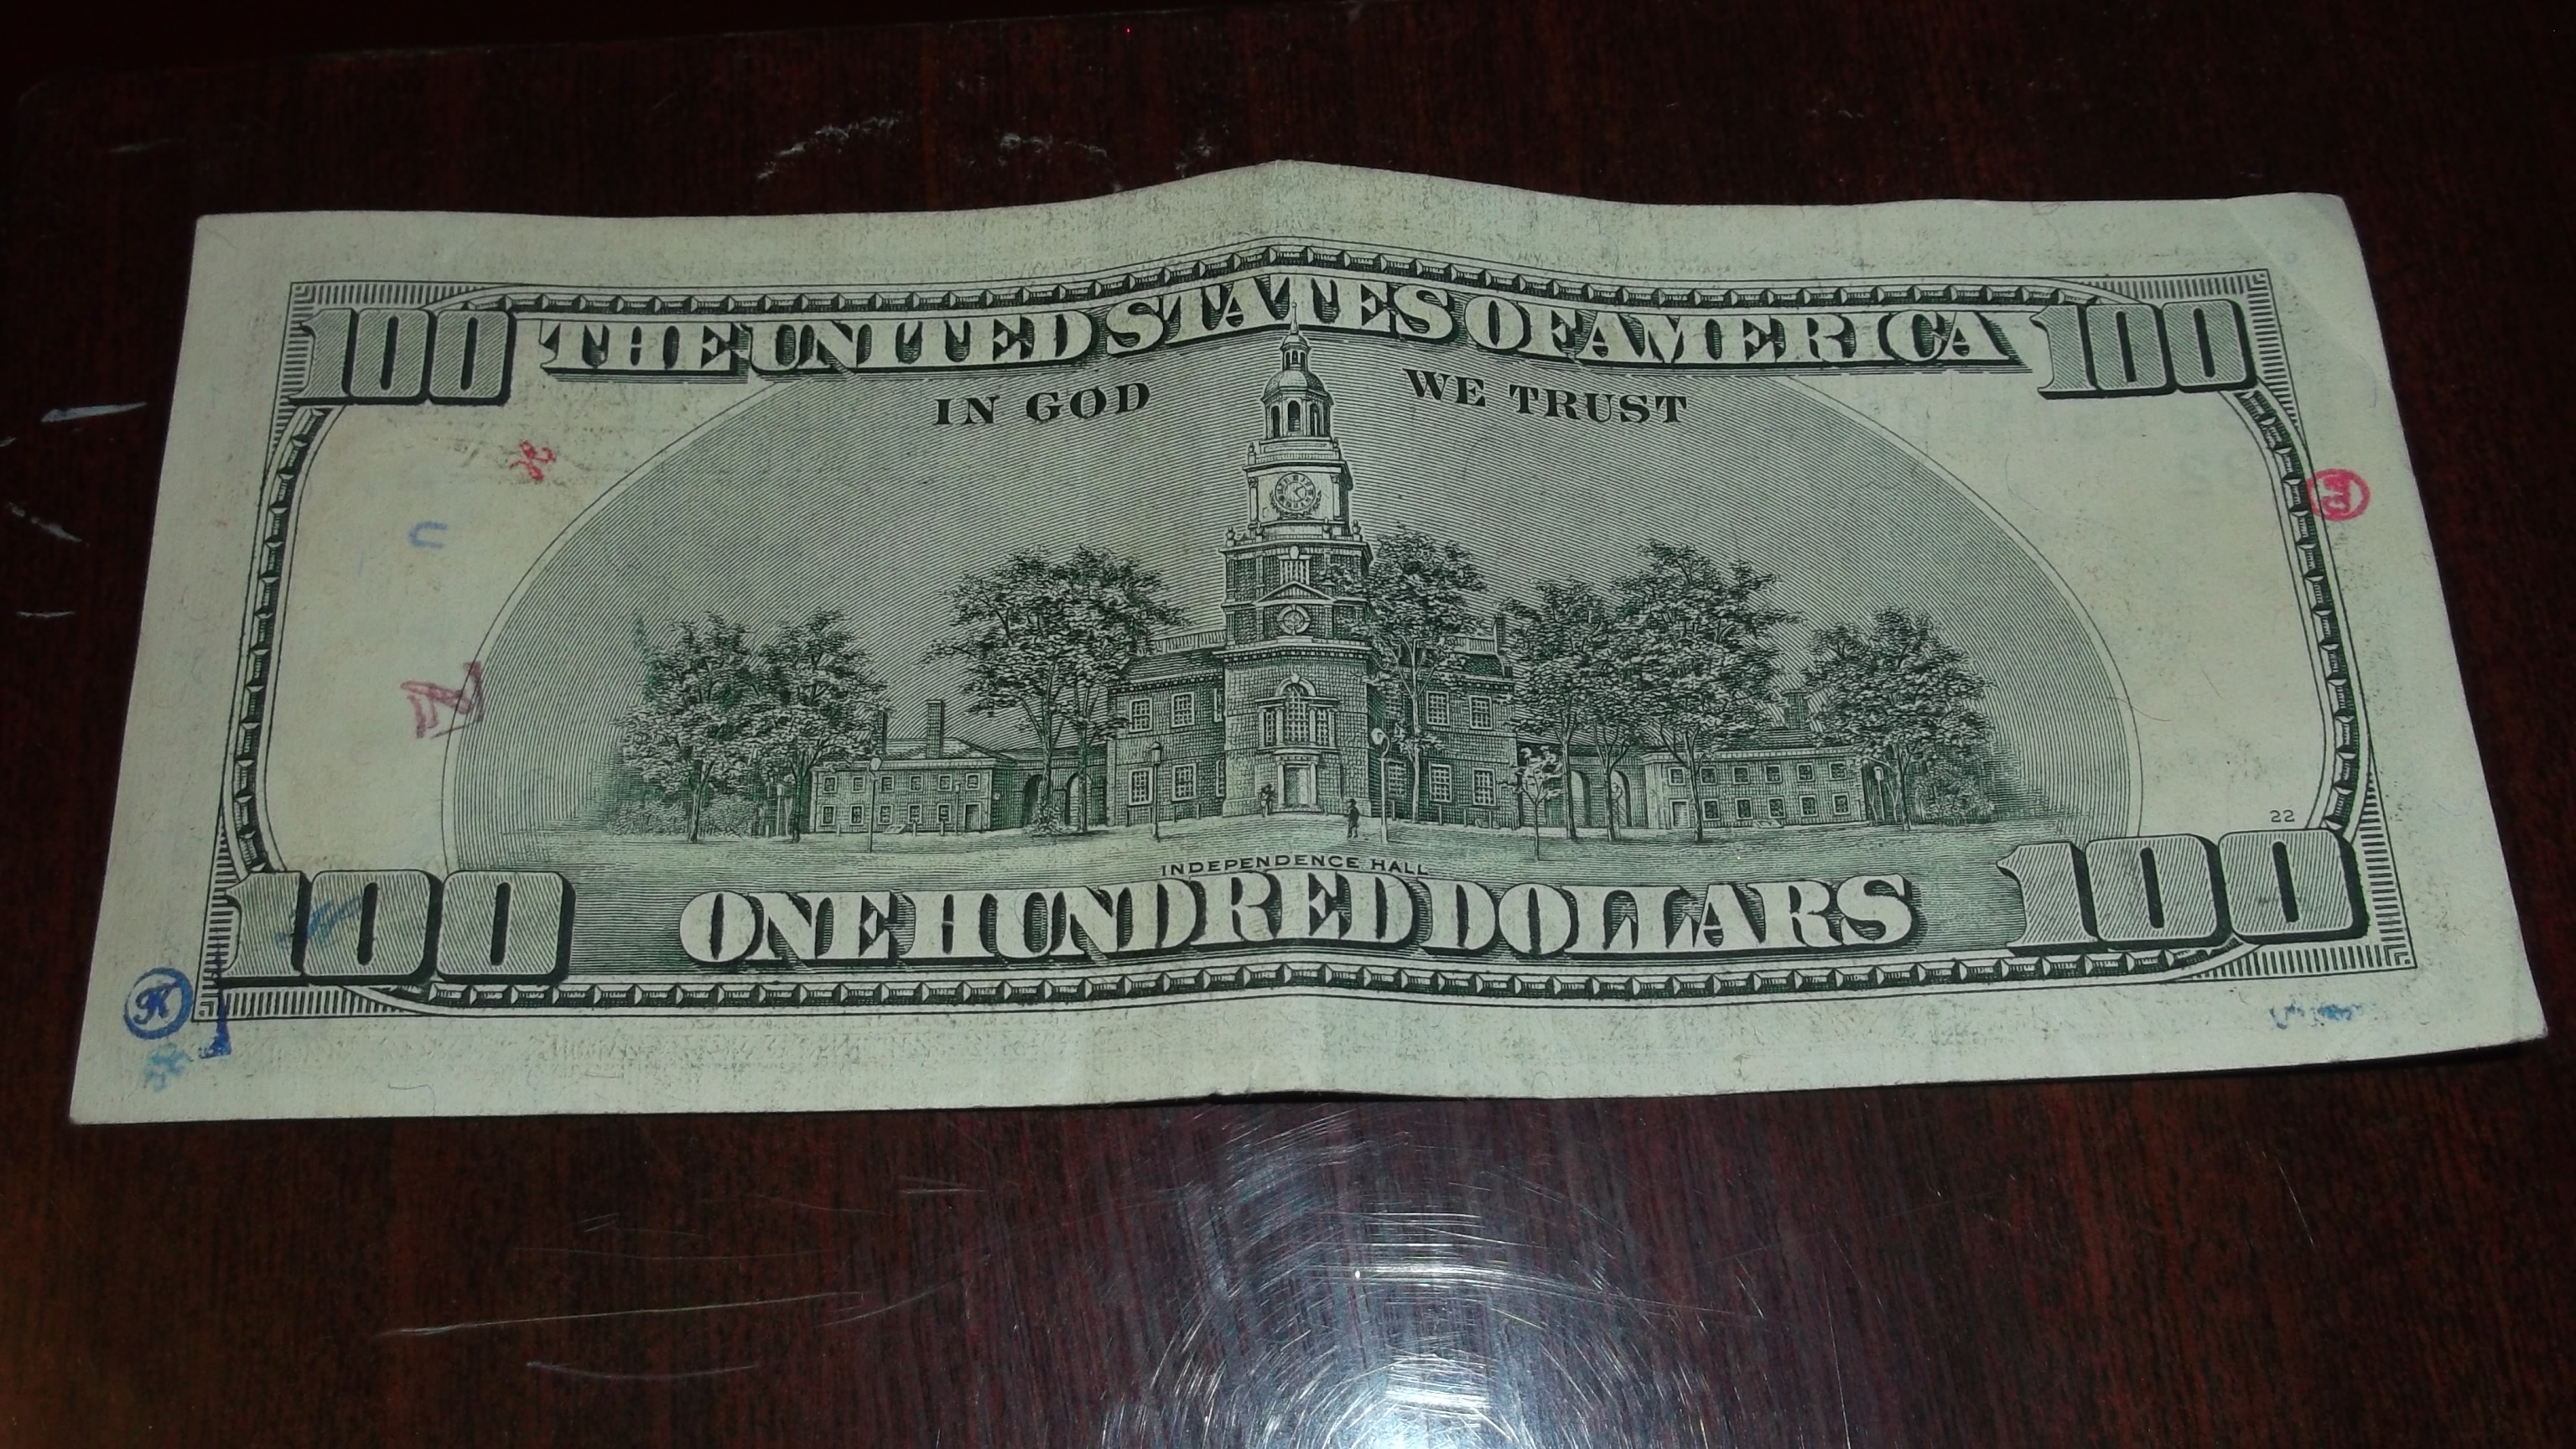 100 THE UNITED STATES OF AMERICA 100
IN GOD WE TRUST
U
N
22
INDEPENDENCE HALL
100 ONE HUNDRED DOLLARS 100
K